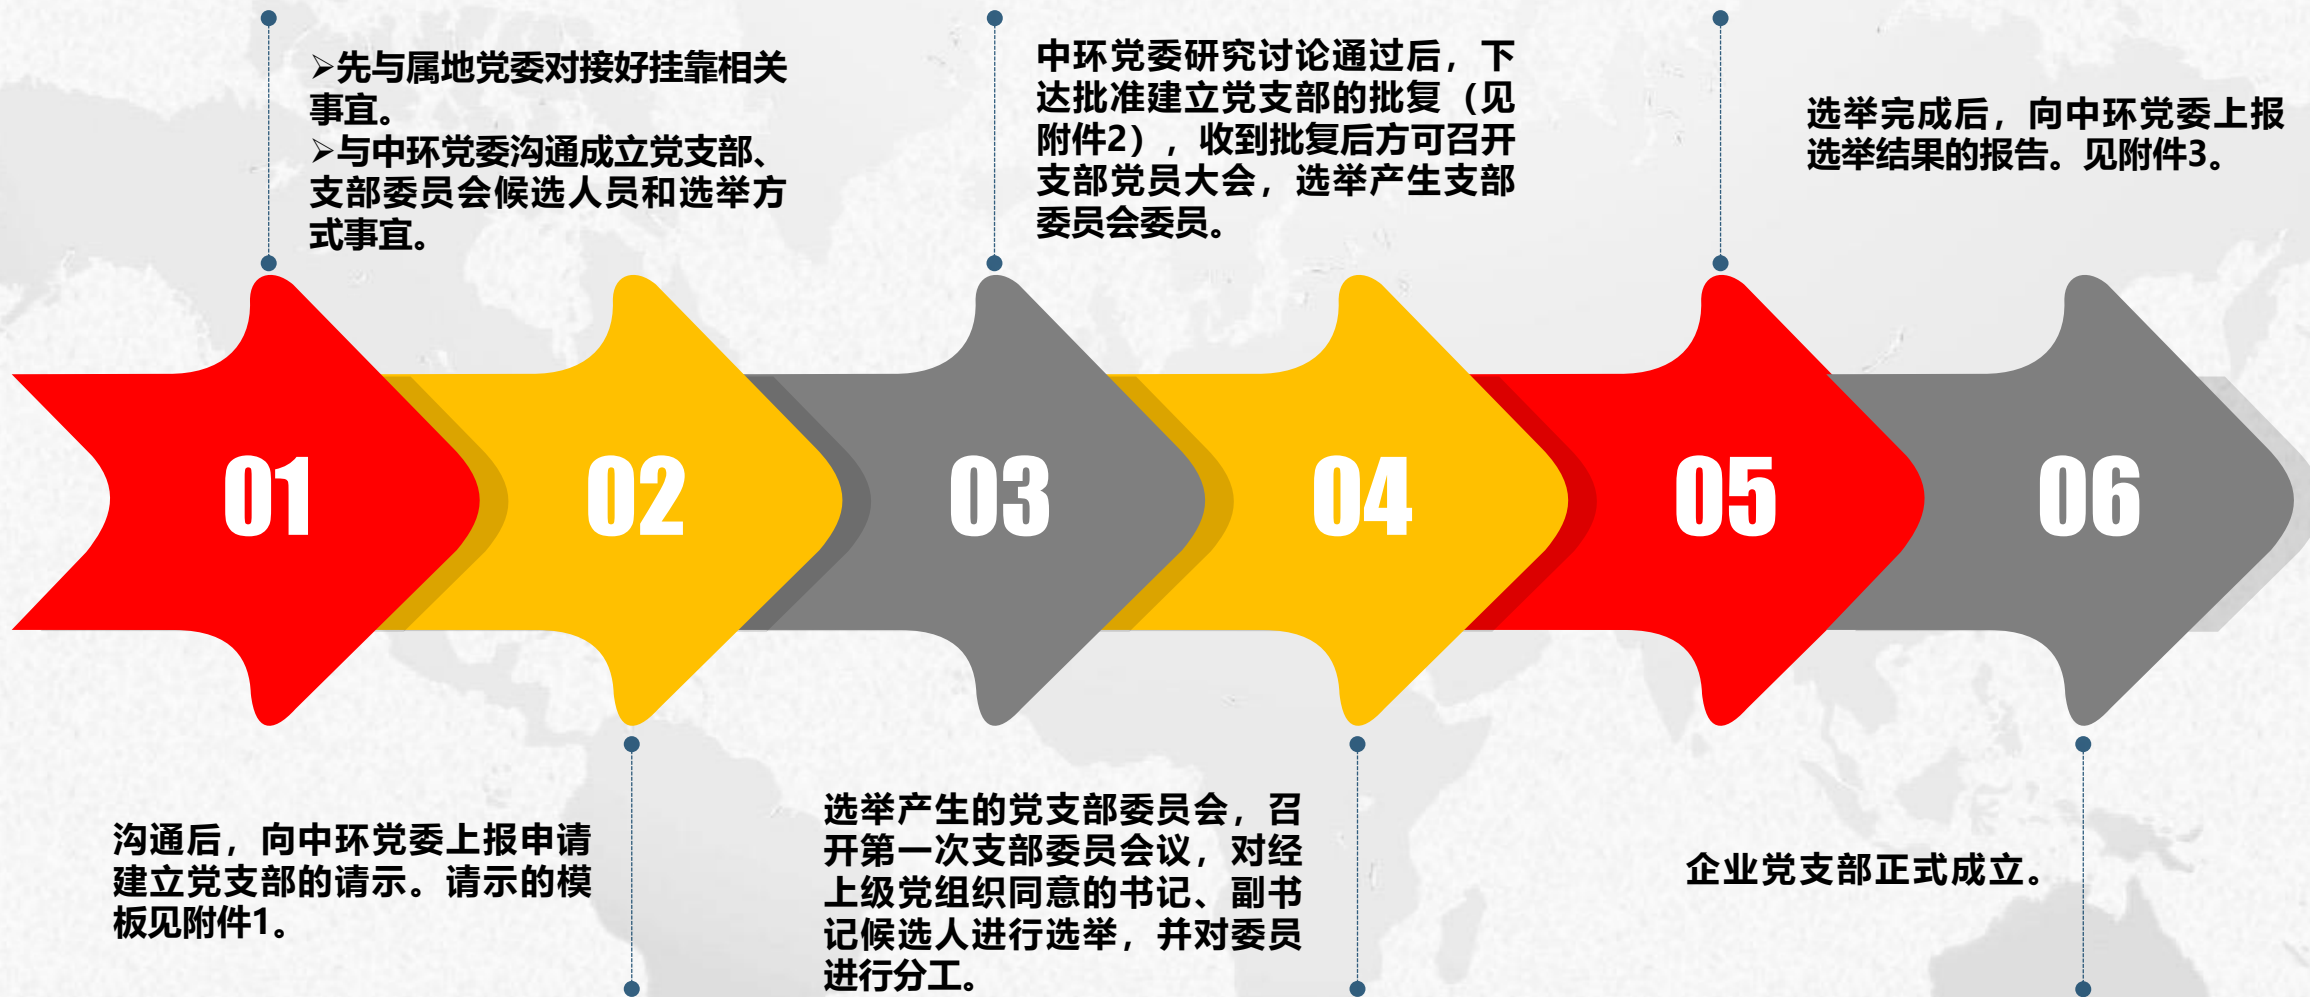 ➢先与属地党委对接好挂靠相关
事宜。
➢与中环党委沟通成立党支部、
支部委员会候选人员和选举方
式事宜。
中环党委研究讨论通过后，下
达批准建立党支部的批复（见
附件2），收到批复后方可召开
支部党员大会，选举产生支部
委员会委员。
选举完成后，向中环党委上报
选举结果的报告。见附件3。
01
02
03
04
05
06
沟通后，向中环党委上报申请
建立党支部的请示。请示的模
板见附件1。
选举产生的党支部委员会，召
开第一次支部委员会议，对经
上级党组织同意的书记、副书
记候选人进行选举，并对委员
进行分工。
企业党支部正式成立。